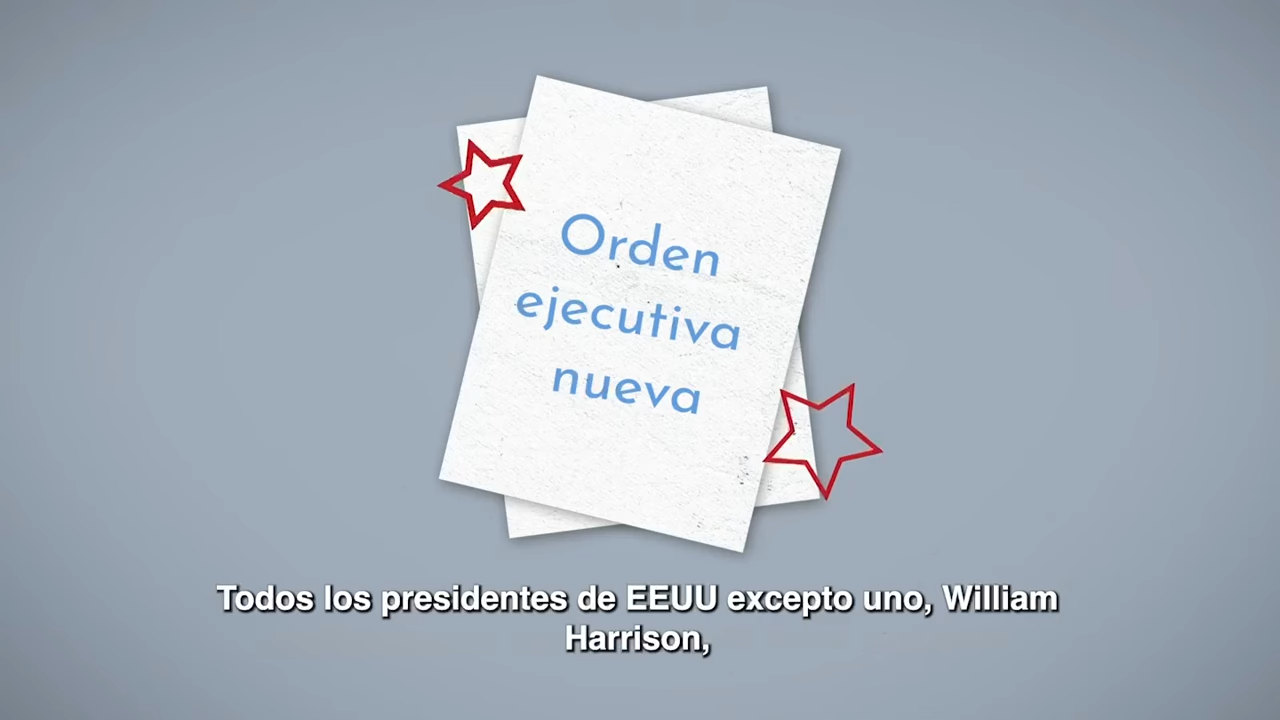 Orden
ejecutiva
nueva
Todos los presidentes de EEUU excepto uno, William
Harrison,